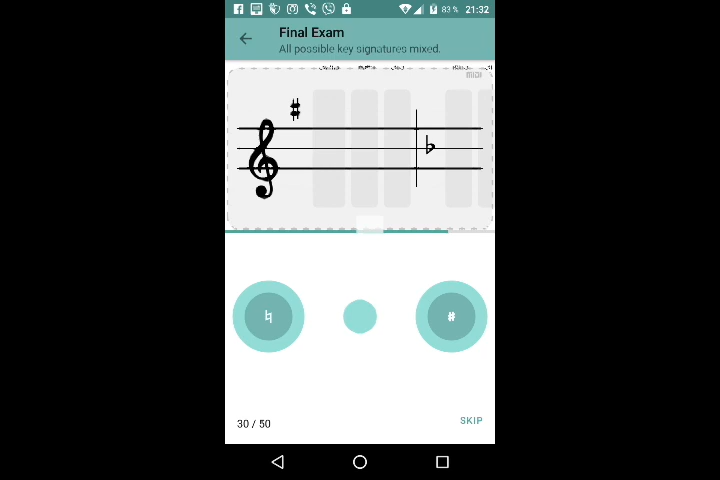 83 % 21:32
Final Exam
All possible key signatures mixed.
midi
30 / 50
SKIP